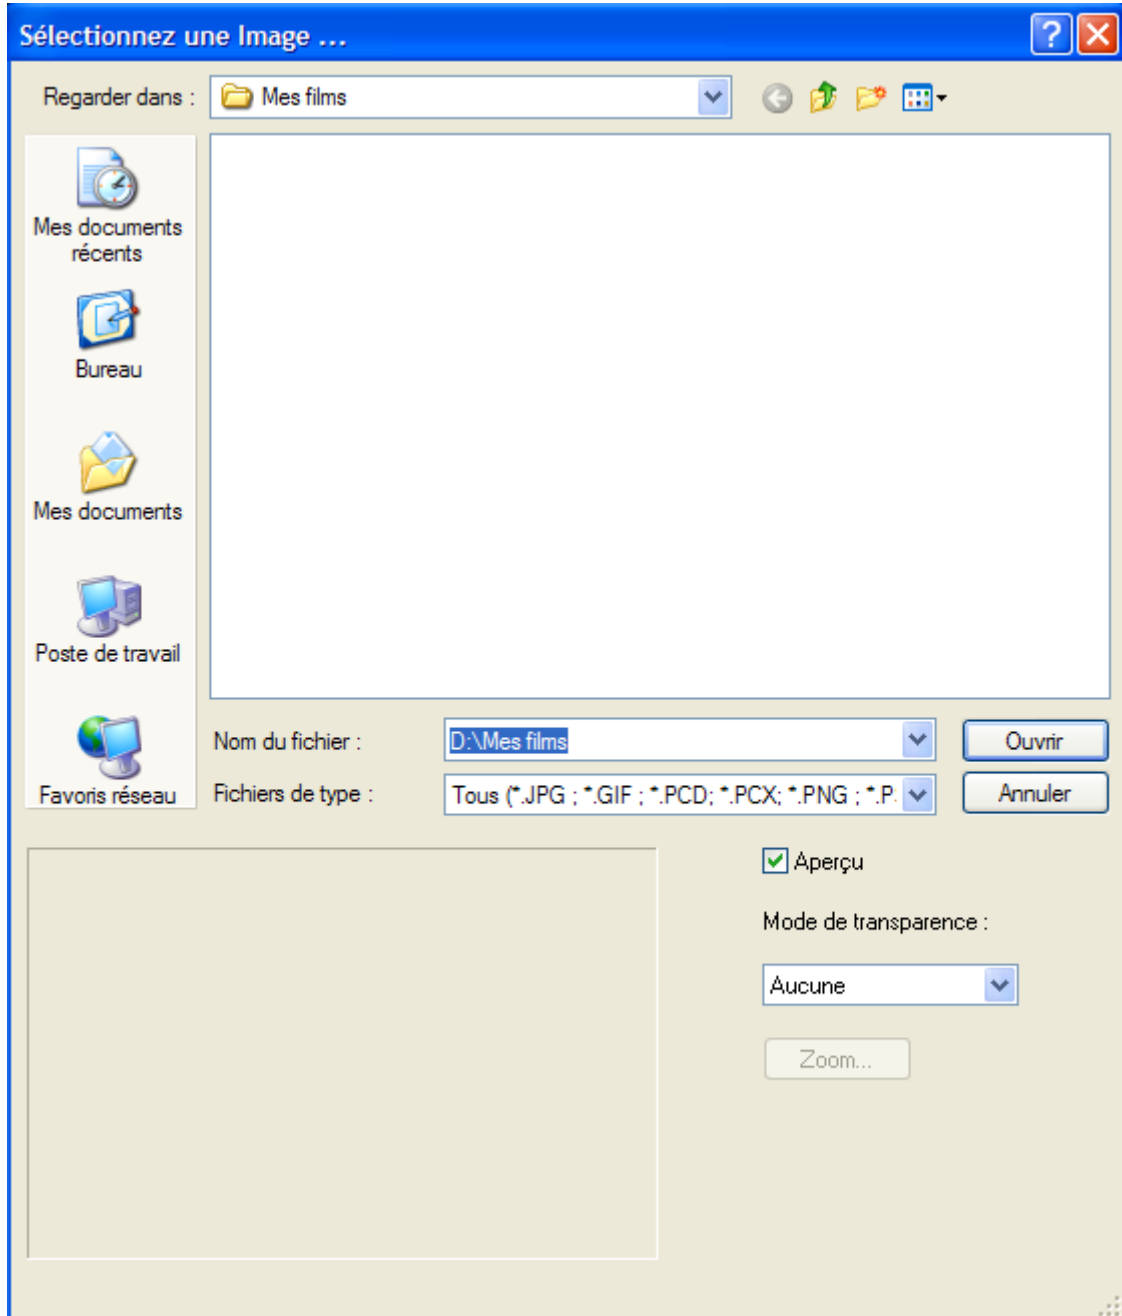 Sélectionnez une Image ...
Regarder dans :
Mes films
Mes documents
récents
Bureau
Mes documents
Poste de travail
Favoris réseau
Nom du fichier :
D:\Mes films
Ouvrir
Fichiers de type :
Tous (*.JPG ; *.GIF ; *.PCD; *.PCX; *.PNG ; *.P
Annuler
Aperçu
Mode de transparence :
Aucune
Zoom...